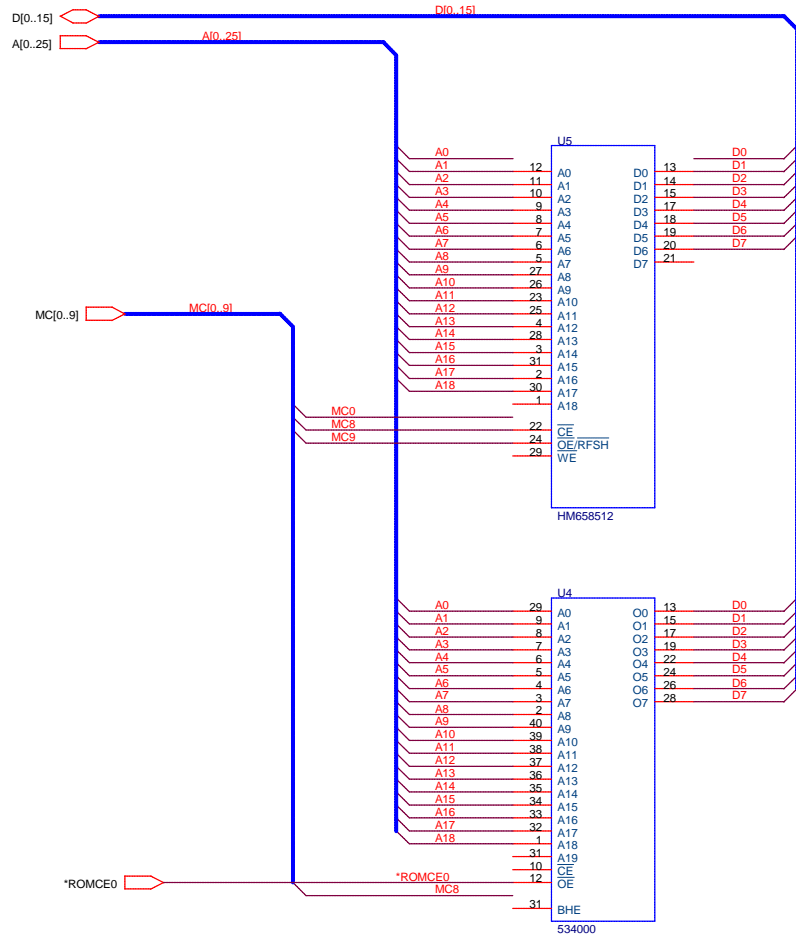 D[0..15] D[0..15]
A[0..25] A[0..25]
U5
A0 D0
A1 12 A0 D0 13 D1
A2 11 A1 D1 14 D2
A3 10 A2 D2 15 D3
A4 9 A3 D3 17 D4
A5 8 A4 D4 18 D5
A6 7 A5 D5 19 D6
A7 6 A6 D6 20 D7
A8 5 A7 D7 21
A9 27 A8
A10 26 A9
A11 23 A10
MC[0..9] MC[0..9] A12 25 A11
A13 4 A12
A14 28 A13
A15 3 A14
A16 31 A15
A17 2 A16
A18 30 A17
1 A18
MC0
MC8 22 CE
MC9 24 OE/RFSH
29 WE
HM658512
U4
A0 29 A0 O0 13 D0
A1 9 A1 O1 15 D1
A2 8 A2 O2 17 D2
A3 7 A3 O3 19 D3
A4 6 A4 O4 22 D4
A5 5 A5 O5 24 D5
A6 4 A6 O6 26 D6
A7 3 A7 O7 28 D7
A8 2 A8
A9 40 A9
A10 39 A10
A11 38 A11
A12 37 A12
A13 36 A13
A14 35 A14
A15 34 A15
A16 33 A16
A17 32 A17
A18 1 A18
31 A19
10 CE
*ROMCE0 *ROMCE0 12 OE
MC8
31 BHE
534000